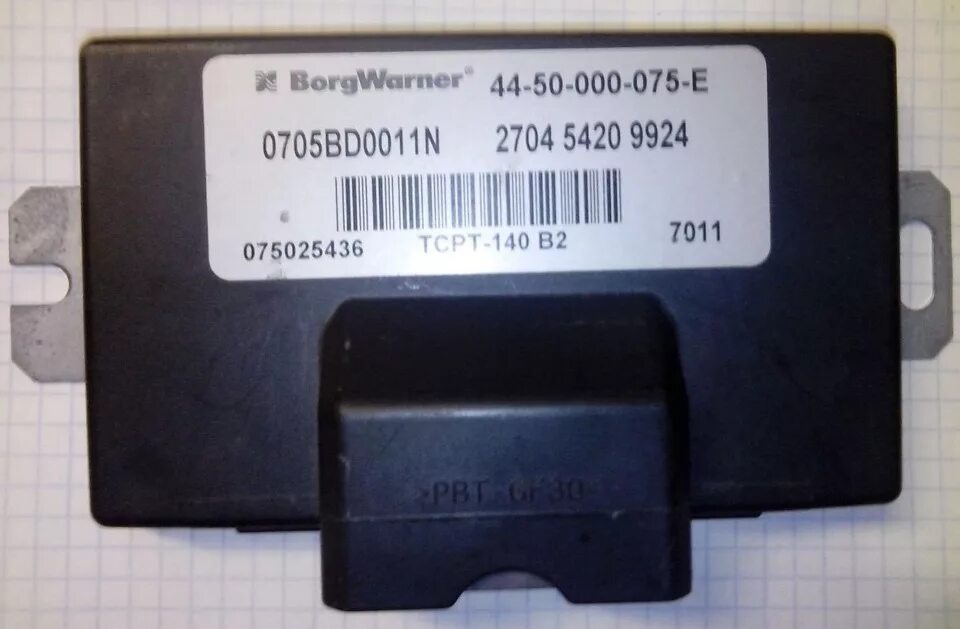 BorgWarner® 44-50-000-075-E
0705BD0011N 2704 5420 9924
075025436 TCPT-140 B2 7011
>PBT GF30<